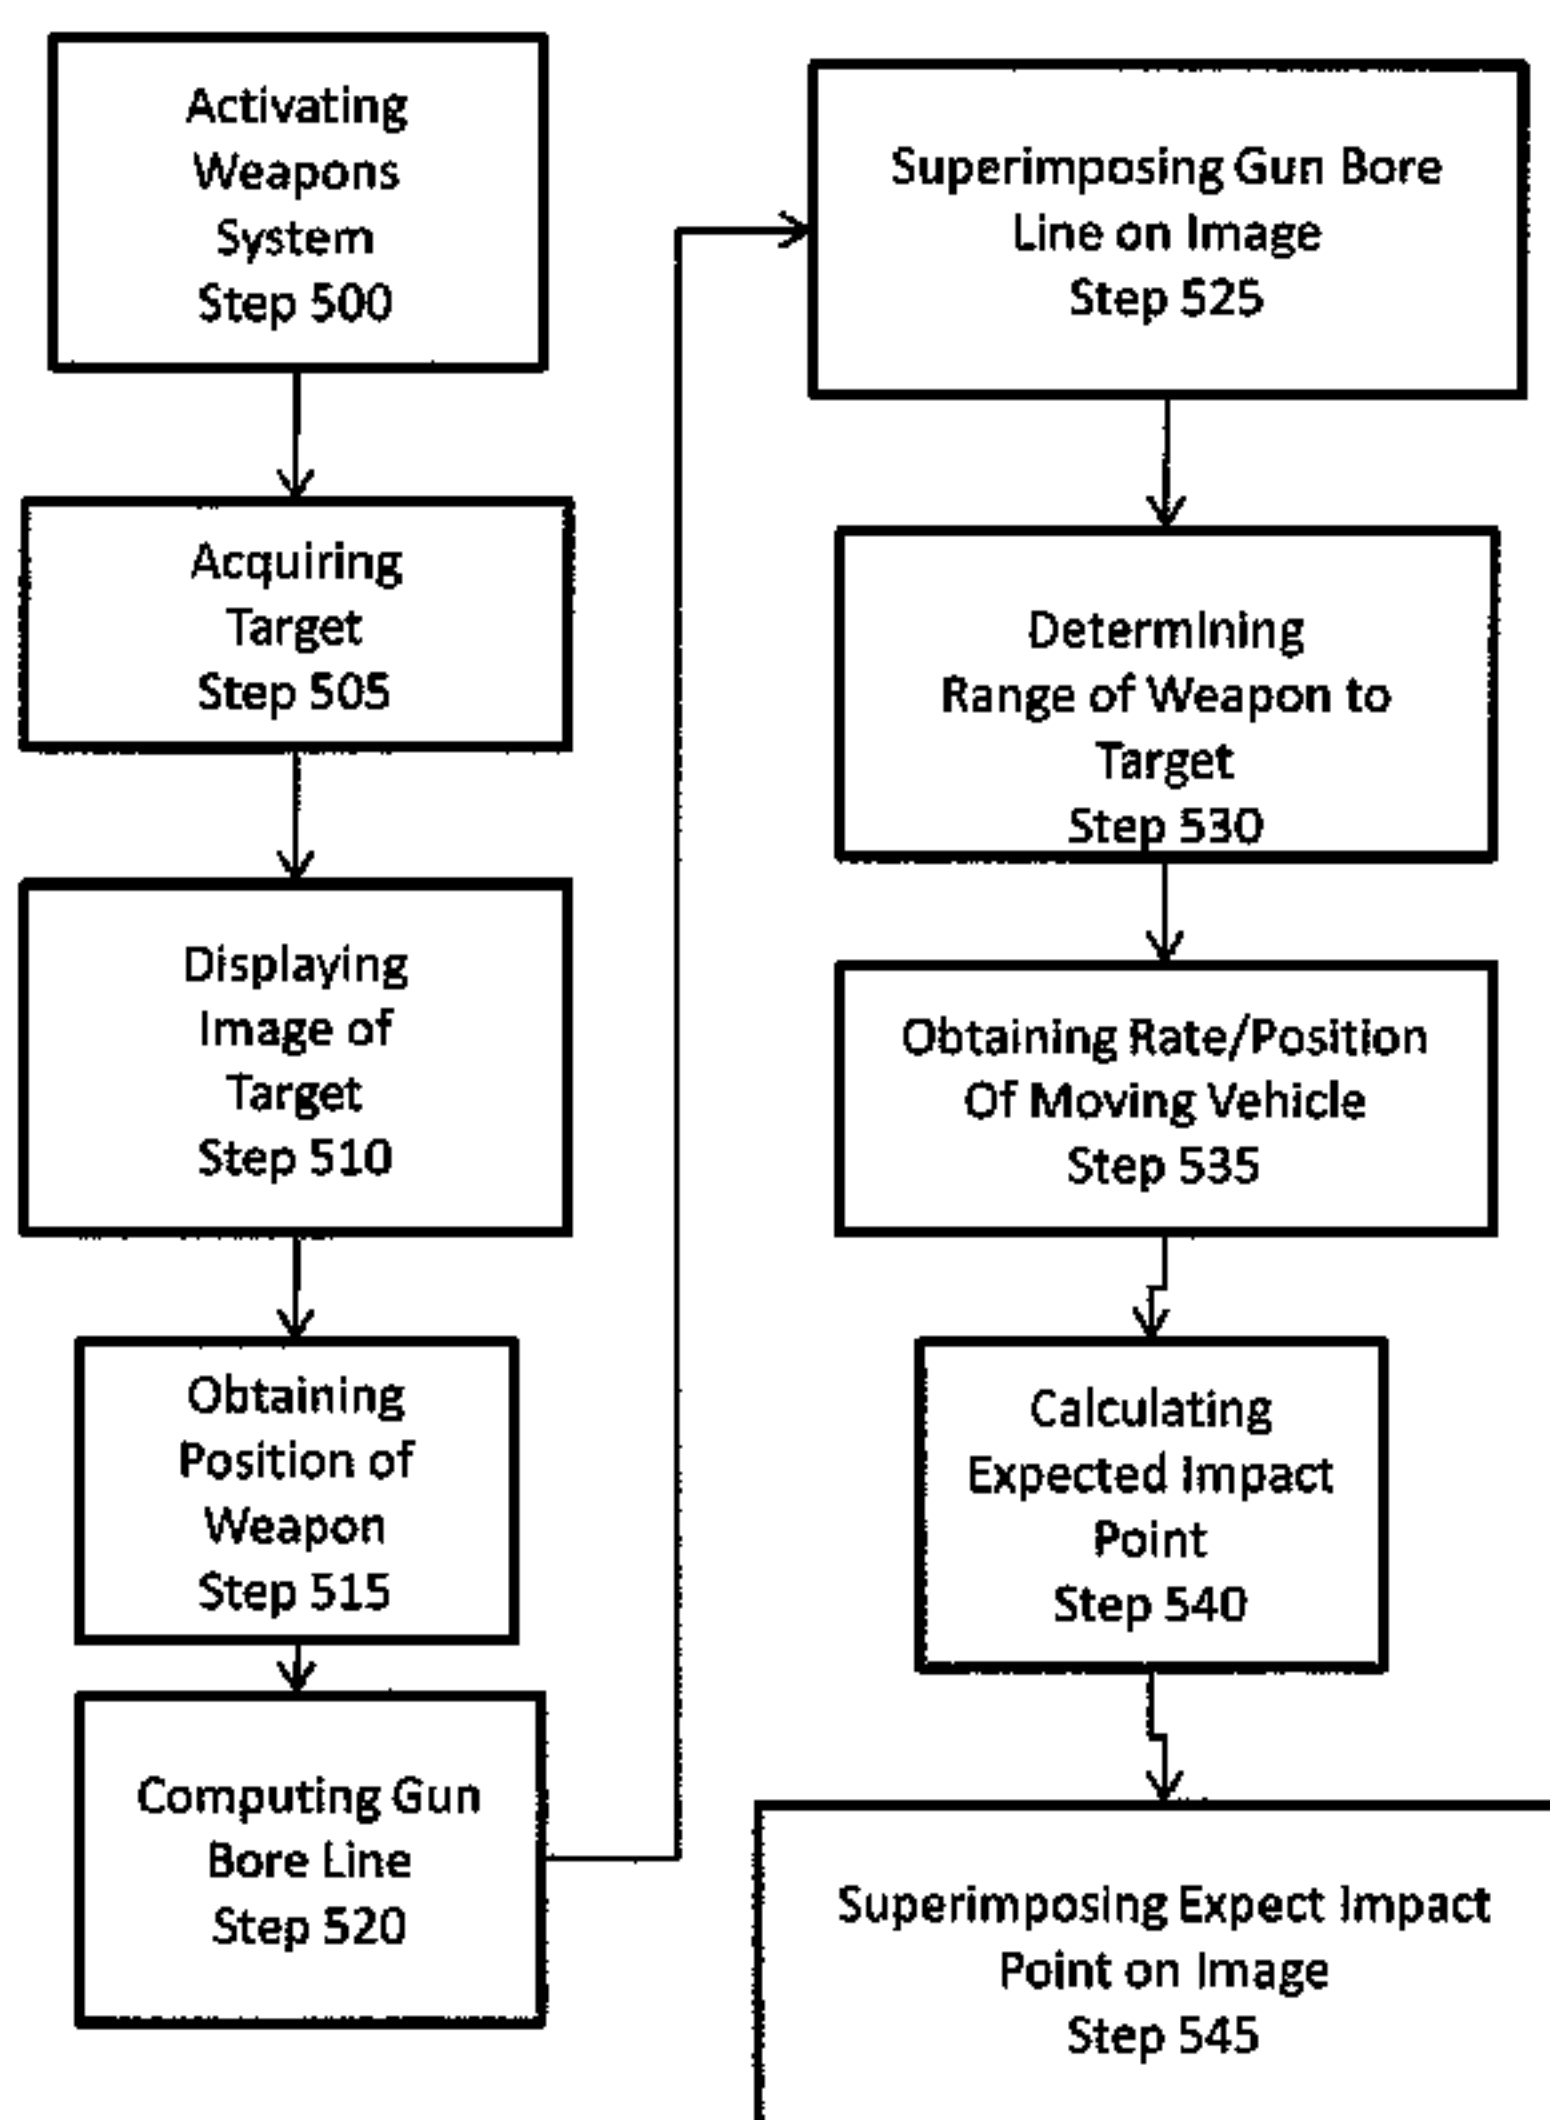 Activating
Weapons
System
Step 500
Acquiring
Target
Step 505
Displaying
Image of
Target
Step 510
Obtaining
Position of
Weapon
Step 515
Computing Gun
Bore Line
Step 520
Superimposing Gun Bore
Line on Image
Step 525
Determining
Range of Weapon to
Target
Step 530
Obtaining Rate/Position
Of Moving Vehicle
Step 535
Calculating
Expected Impact
Point
Step 540
Superimposing Expect Impact
Point on Image
Step 545